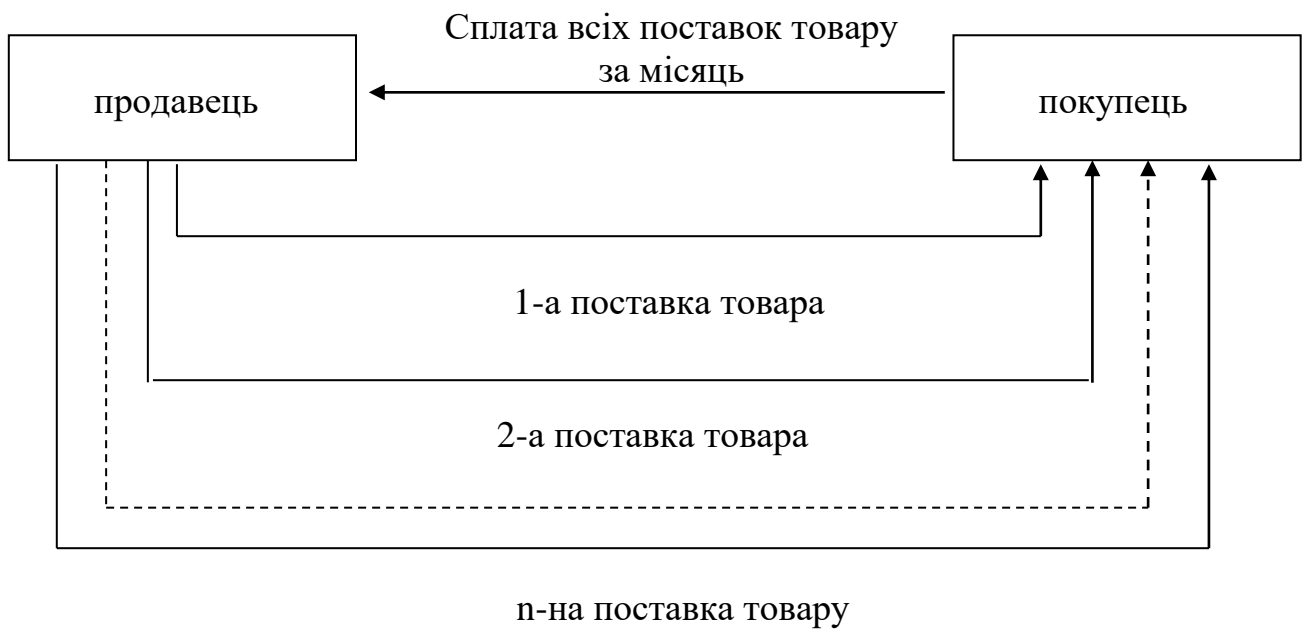 Сплата всіх поставок товару
за місяць
продавець
покупець
1-а поставка товара
2-а поставка товара
n-на поставка товару